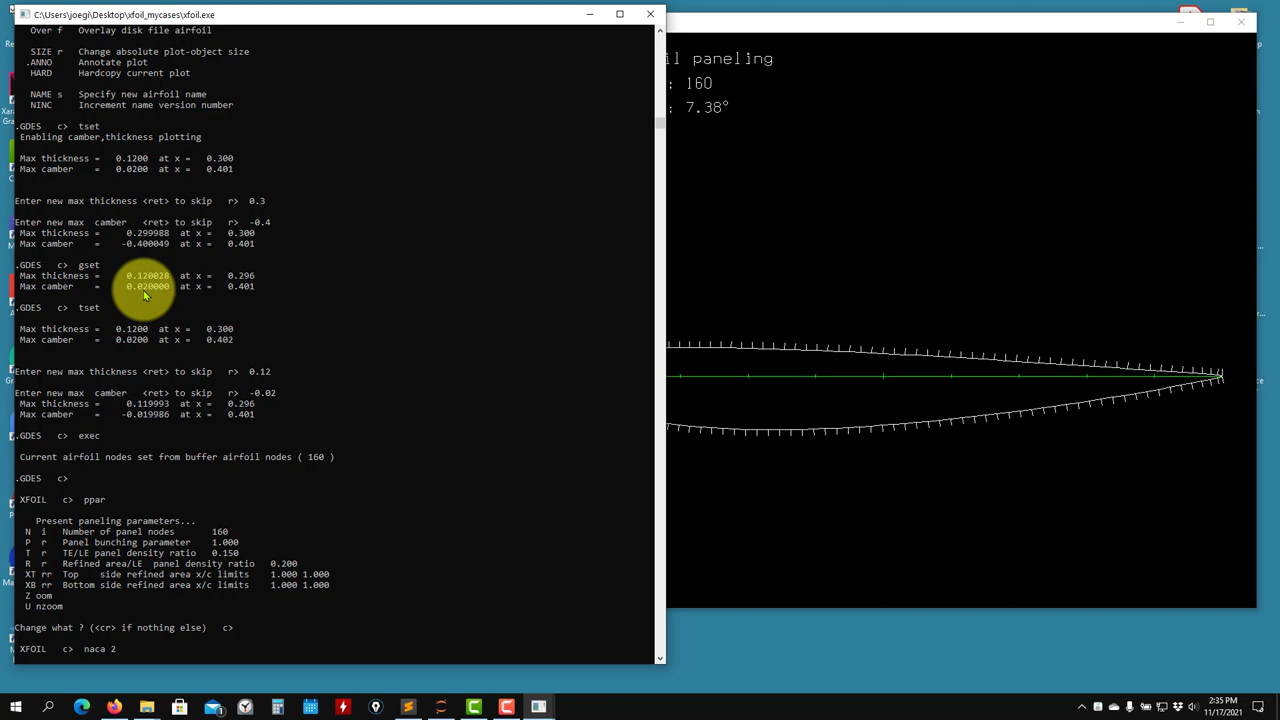 C:\Users\joegi\Desktop\xfoil_mycases\xfoil.exe
Over f   Overlay disk file airfoil
SIZE r   Change absolute plot-object size
.ANNO    Annotate plot
HARD    Hardcopy current plot
NAME s   Specify new airfoil name
NINC     Increment name version number
.GDES   c>  tset
Enabling camber,thickness plotting
Max thickness =     0.1200  at x =   0.300
Max camber    =     0.0200  at x =   0.401
Enter new max thickness <ret> to skip   r>  0.3
Enter new max  camber   <ret> to skip   r>  -0.4
Max thickness =       0.299988  at x =   0.300
Max camber    =      -0.400049  at x =   0.401
.GDES   c>  gset
Max thickness =       0.120028  at x =   0.296
Max camber    =       0.020000  at x =   0.401
.GDES   c>  tset
Max thickness =     0.1200  at x =   0.300
Max camber    =     0.0200  at x =   0.402
Enter new max thickness <ret> to skip   r>  0.12
Enter new max  camber   <ret> to skip   r>  -0.02
Max thickness =       0.119993  at x =   0.296
Max camber    =      -0.019986  at x =   0.401
.GDES   c>  exec
Current airfoil nodes set from buffer airfoil nodes ( 160 )
.GDES   c>
XFOIL   c>  ppar
Present paneling parameters...
N  i   Number of panel nodes      160
P  r   Panel bunching parameter   1.000
T  r   TE/LE panel density ratio  0.150
R  r   Refined area/LE  panel density ratio   0.200
XT rr  Top    side refined area x/c limits    1.000 1.000
XB rr  Bottom side refined area x/c limits    1.000 1.000
Z oom
U nzoom
Change what ? (<cr> if nothing else)   c>
XFOIL   c>  naca 2
il paneling
: 160
: 7.38°
2:35 PM
11/17/2021